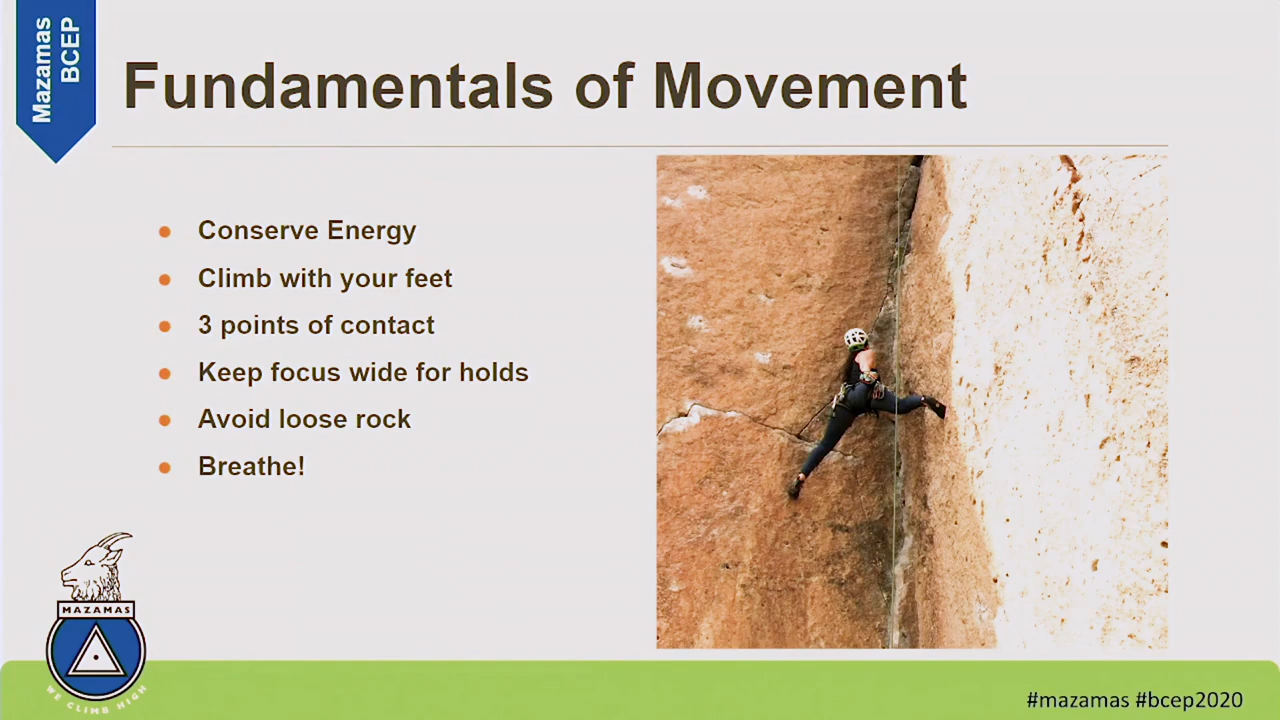 Mazamas
BCEP
Fundamentals of Movement
Conserve Energy
Climb with your feet
3 points of contact
Keep focus wide for holds
Avoid loose rock
Breathe!
MAZAMAS
WE CLIMB HIGH
#mazamas #bcep2020